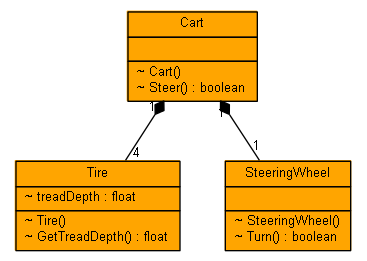 Cart
~ Cart()
~ Steer() : boolean
1 1
4 1
Tire
~ treadDepth : float
~ Tire()
~ GetTreadDepth() : float
SteeringWheel
~ SteeringWheel()
~ Turn() : boolean